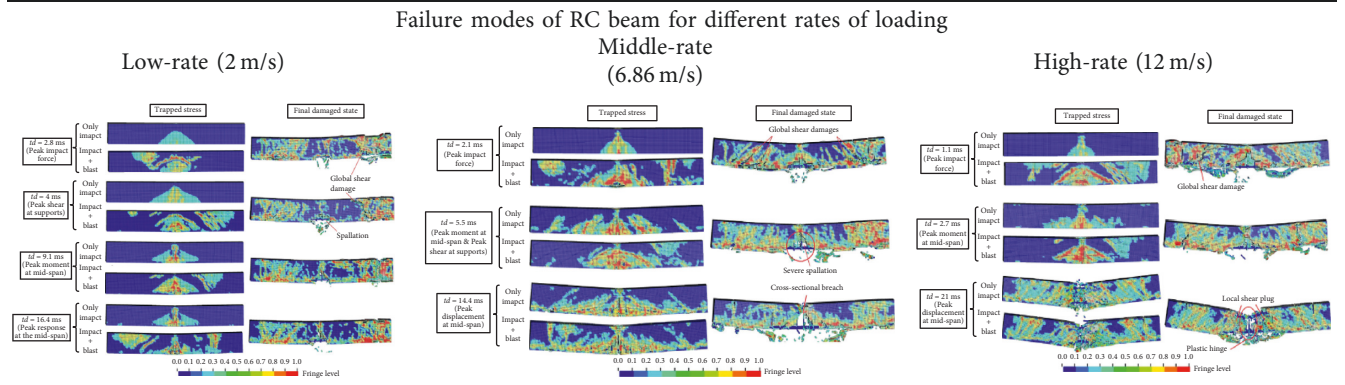 Failure modes of RC beam for different rates of loading
Low-rate (2 m/s)
Trapped stress
Final damaged state
td = 2.8 ms
(Peak impact
force)
Only
imapct
Impact
+
blast
Global shear
damage
td = 4 ms
(Peak shear
at supports)
Only
imapct
Impact
+
blast
Spallation
td = 9.1 ms
(Peak moment
at mid-span)
Only
imapct
Impact
+
blast
td = 16.4 ms
(Peak response
at the mid-span)
Only
imapct
Impact
+
blast
0.0 0.1 0.2 0.3 0.4 0.5 0.6 0.7 0.8 0.9 1.0
Fringe level
Middle-rate
(6.86 m/s)
Trapped stress
Final damaged state
td = 2.1 ms
(Peak impact
force)
Only
imapct
Impact
+
blast
Global shear damages
td = 5.5 ms
(Peak moment at
mid-span & Peak
shear at supports)
Only
imapct
Impact
+
blast
Severe spallation
td = 14.4 ms
(Peak
displacement
at mid-span)
Only
imapct
Impact
+
blast
Cross-sectional breach
0.0 0.1 0.2 0.3 0.4 0.5 0.6 0.7 0.8 0.9 1.0
Fringe level
High-rate (12 m/s)
Trapped stress
Final damaged state
td = 1.1 ms
(Peak impact
force)
Only
imapct
Impact
+
blast
Global shear damage
td = 2.7 ms
(Peak moment
at mid-span)
Only
imapct
Impact
+
blast
td = 21 ms
(Peak
displacement
at mid-span)
Only
imapct
Impact
+
blast
Local shear plug
Plastic hinge
0.0 0.1 0.2 0.3 0.4 0.5 0.6 0.7 0.8 0.9 1.0
Fringe level